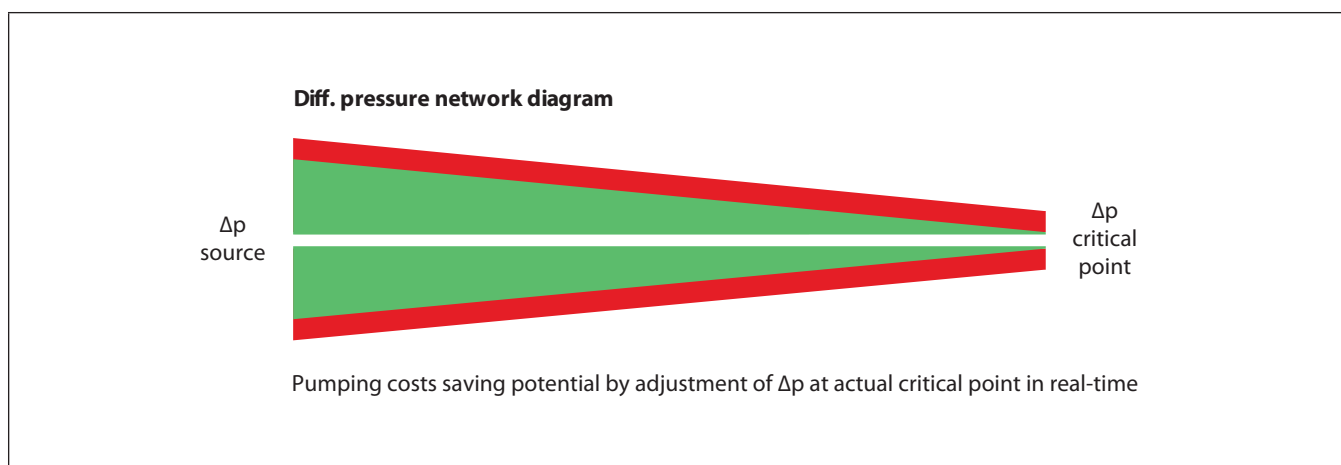 Diff. pressure network diagram
Δp
source
Δp
critical
point
Pumping costs saving potential by adjustment of Δp at actual critical point in real-time